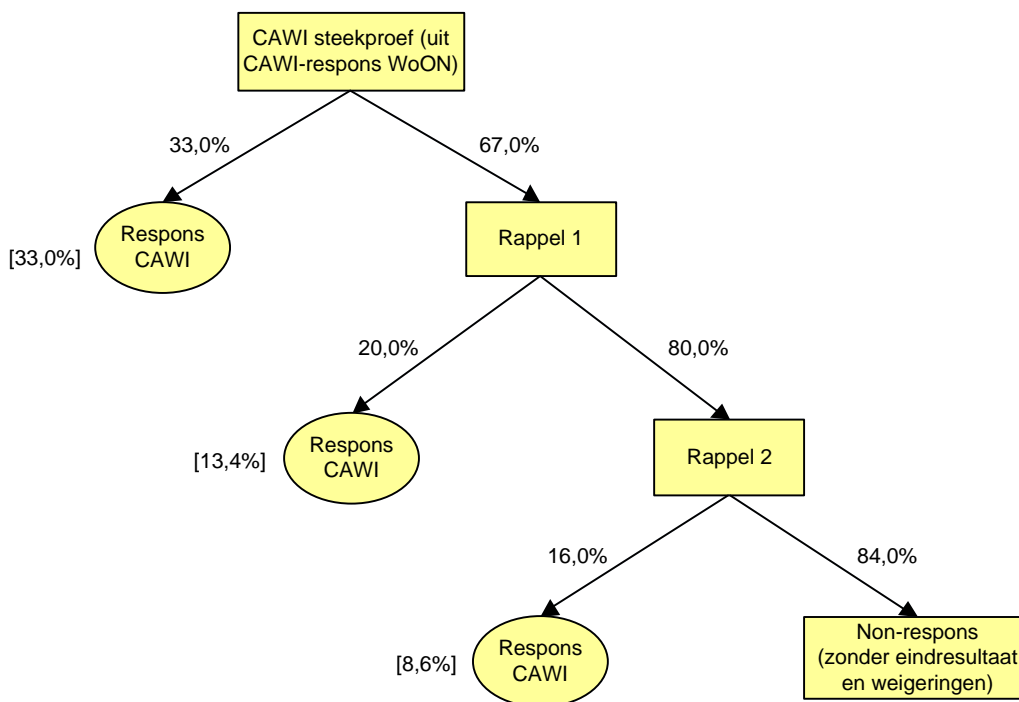 CAWI steekproef (uit
CAWI-respons WoON)
33,0%
67,0%
Respons
CAWI
[33,0%]
Rappel 1
20,0%
80,0%
Respons
CAWI
[13,4%]
Rappel 2
16,0%
84,0%
Respons
CAWI
[8,6%]
Non-respons
(zonder eindresultaat
en weigeringen)